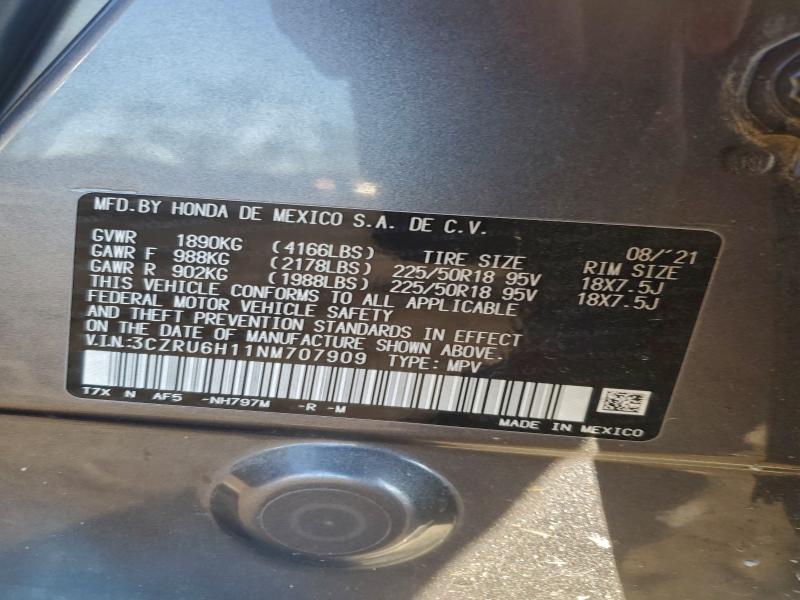 MFD.BY HONDA DE MEXICO S.A. DE C.V.
08/'21
GVWR 1890KG (4166LBS) TIRE SIZE RIM SIZE
GAWR F 988KG (2178LBS) 225/50R18 95V 18X7.5J
GAWR R 902KG (1988LBS) 225/50R18 95V 18X7.5J
THIS VEHICLE CONFORMS TO ALL APPLICABLE
FEDERAL MOTOR VEHICLE SAFETY
AND THEFT PREVENTION STANDARDS IN EFFECT
ON THE DATE OF MANUFACTURE SHOWN ABOVE.
V.I.N.:3CZRU6H11NM707909 TYPE: MPV
T7X N AF5 -NH797M -R -M
MADE IN MEXICO